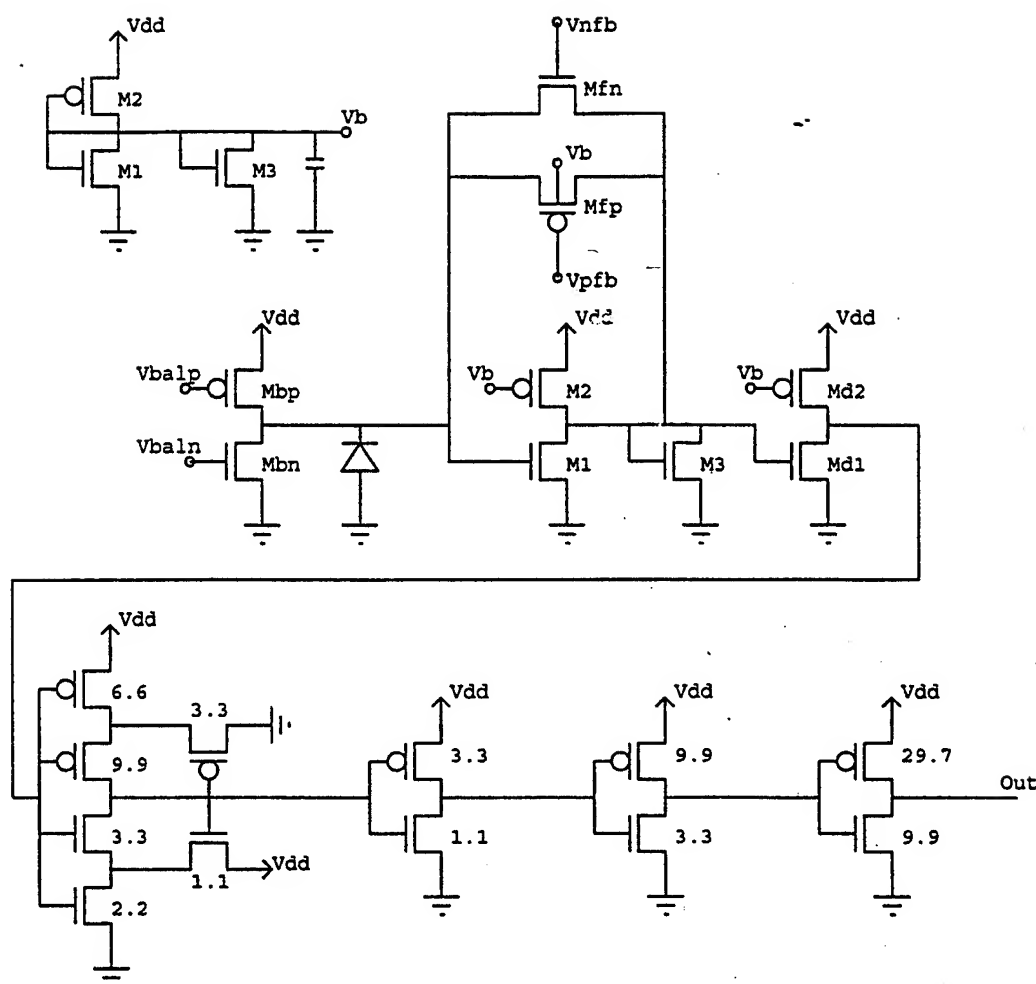 Vdd
M2
Vb
M1
M3
Vnfb
Mfn
Vb
Mfp
Vpfb
Vdd
Vbalp
Mbp
Vbaln
Mbn
Vdd
Vb
M2
M1
M3
Vdd
Vb
Md2
Md1
Vdd
6.6
3.3
9.9
3.3
1.1
Vdd
2.2
Vdd
3.3
1.1
Vdd
9.9
3.3
Vdd
29.7
9.9
Out